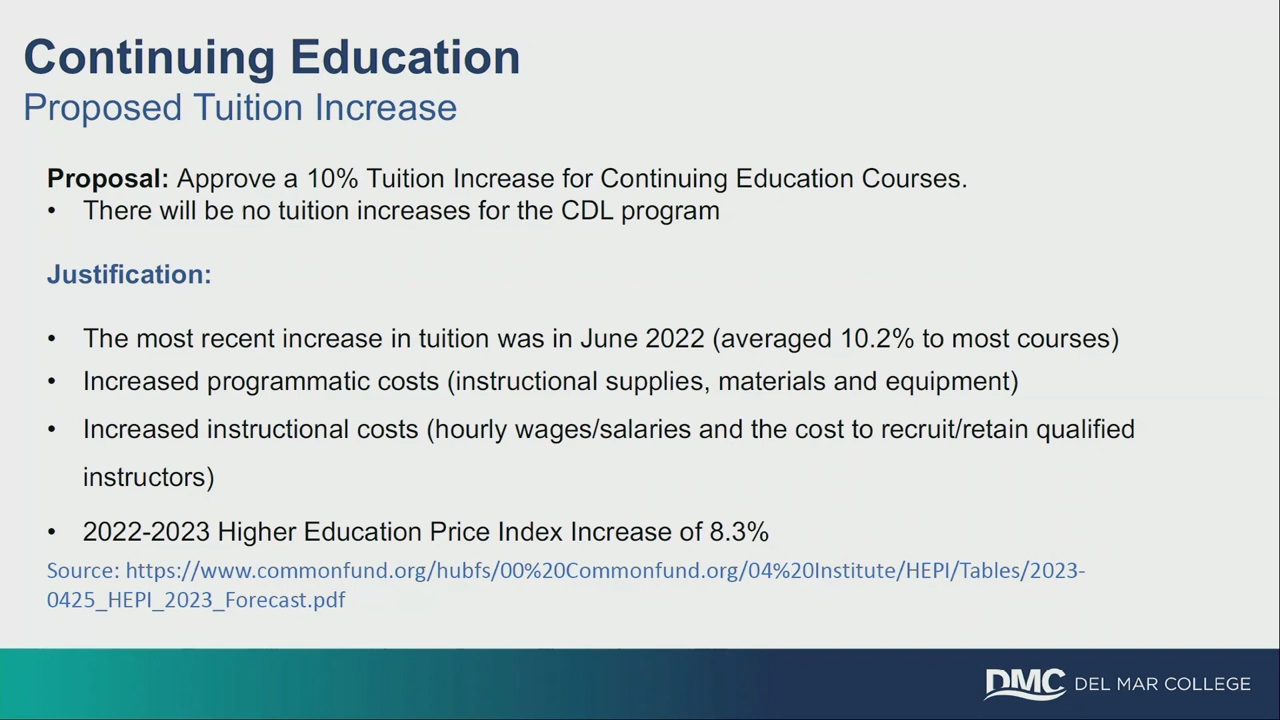 Continuing Education
Proposed Tuition Increase
Proposal: Approve a 10% Tuition Increase for Continuing Education Courses.
• There will be no tuition increases for the CDL program
Justification:
• The most recent increase in tuition was in June 2022 (averaged 10.2% to most courses)
• Increased programmatic costs (instructional supplies, materials and equipment)
• Increased instructional costs (hourly wages/salaries and the cost to recruit/retain qualified
instructors)
• 2022-2023 Higher Education Price Index Increase of 8.3%
Source: https://www.commonfund.org/hubfs/00%20Commonfund.org/04%20Institute/HEPI/Tables/2023-
0425_HEPI_2023_Forecast.pdf
DMC DEL MAR COLLEGE